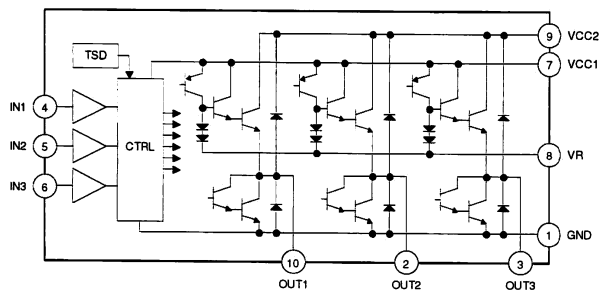 9 VCC2
TSD
7 VCC1
IN1 4
IN2 5
CTRL
8 VR
IN3 6
1 GND
10 2 3
OUT1 OUT2 OUT3